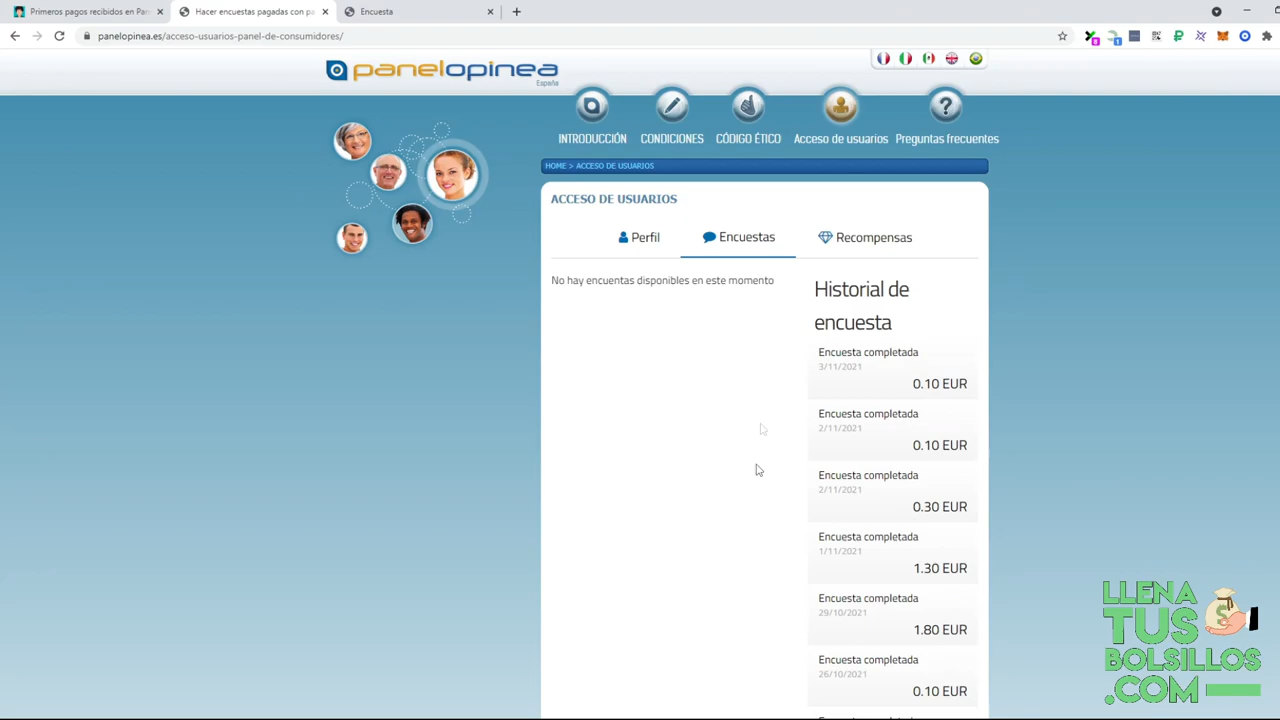 Primeros pagos recibidos en Pan
Hacer encuestas pagadas con pa
Encuesta
panelopinea.es/acceso-usuarios-panel-de-consumidores/
panelopinea
España
INTRODUCCIÓN
CONDICIONES
CÓDIGO ÉTICO
Acceso de usuarios
Preguntas frecuentes
HOME > ACCESO DE USUARIOS
ACCESO DE USUARIOS
Perfil
Encuestas
Recompensas
No hay encuentas disponibles en este momento
Historial de
encuesta
Encuesta completada
3/11/2021
0.10 EUR
Encuesta completada
2/11/2021
0.10 EUR
Encuesta completada
2/11/2021
0.30 EUR
Encuesta completada
1/11/2021
1.30 EUR
Encuesta completada
29/10/2021
1.80 EUR
Encuesta completada
26/10/2021
0.10 EUR
LLENA
TUS
BOLSILLOS
.COM